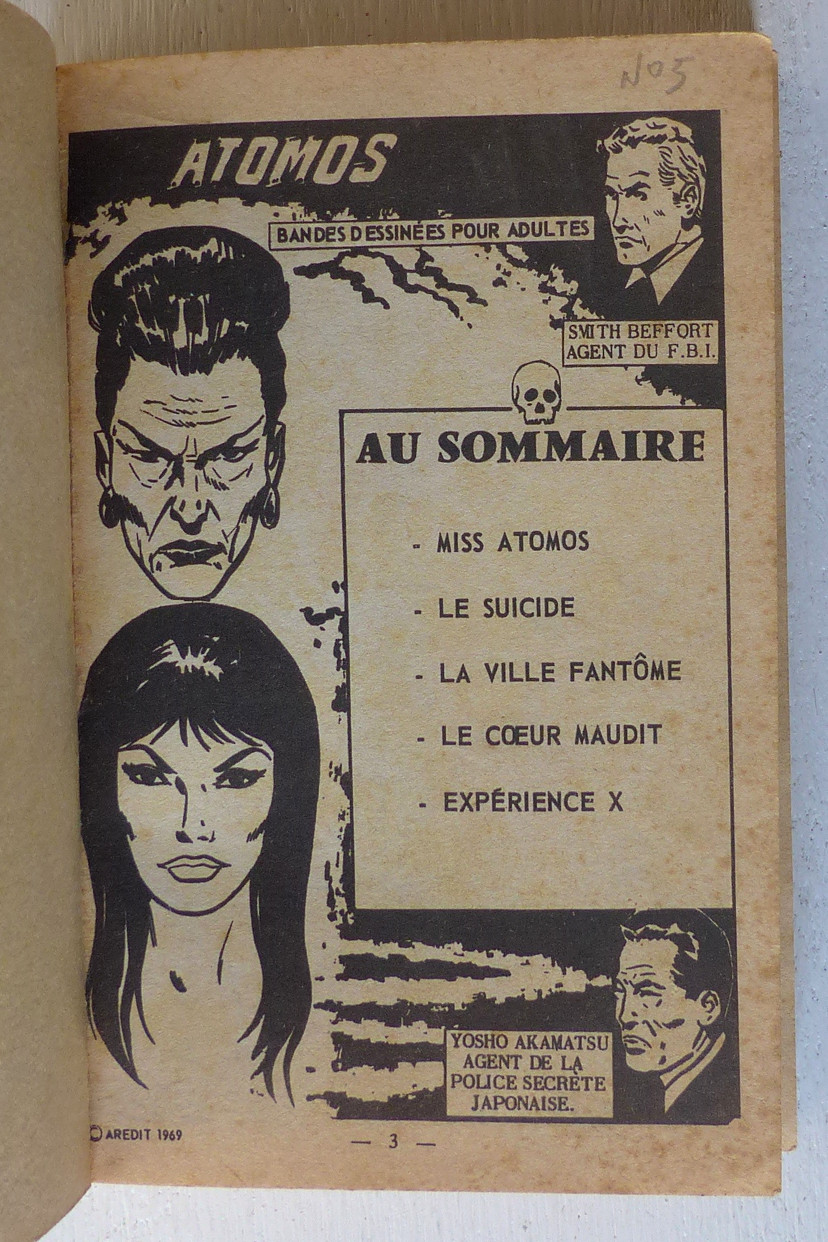 N° 5
ATOMOS
BANDES DESSINÉES POUR ADULTES
SMITH BEFFORT
AGENT DU F.B.I.
AU SOMMAIRE
- MISS ATOMOS
- LE SUICIDE
- LA VILLE FANTÔME
- LE CŒUR MAUDIT
- EXPÉRIENCE X
YOSHO AKAMATSU
AGENT DE LA
POLICE SECRÈTE
JAPONAISE.
© AREDIT 1969
— 3 —